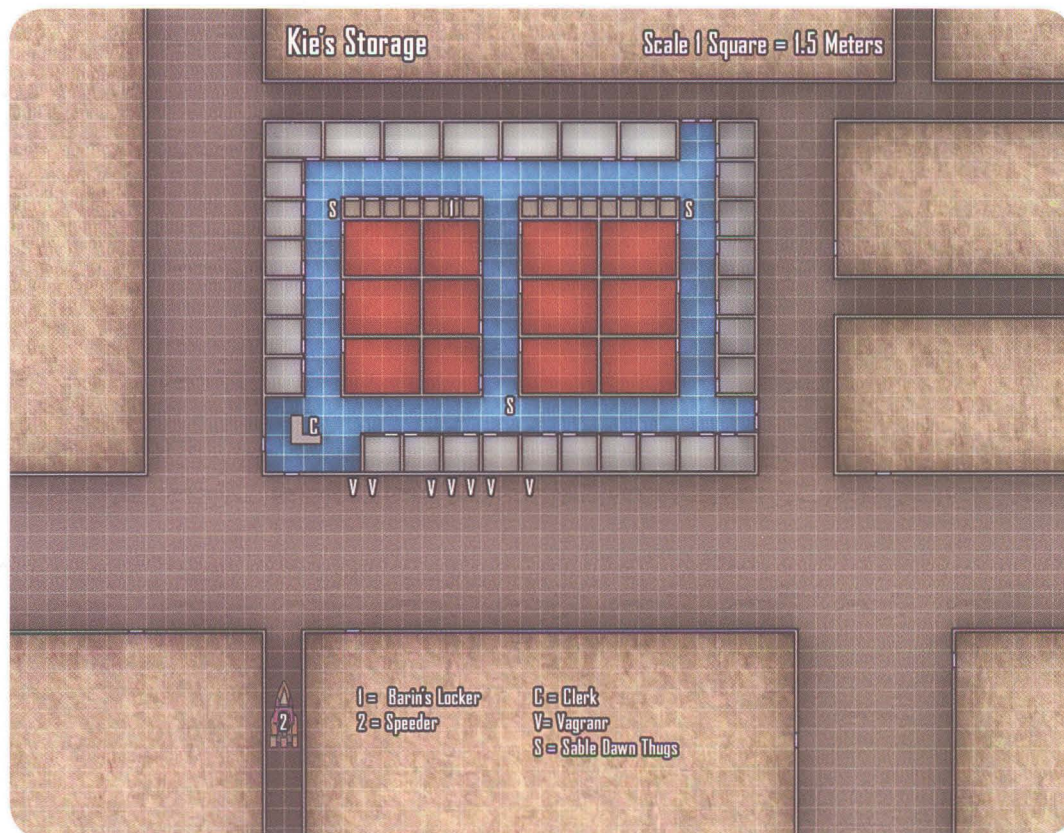 Kie's Storage
Scale 1 Square = 1.5 Meters
S
1
S
S
C
V V V V V V V
1 = Barin's Locker
2 = Speeder
2
C = Clerk
V= Vagranr
S = Sable Dawn Thugs